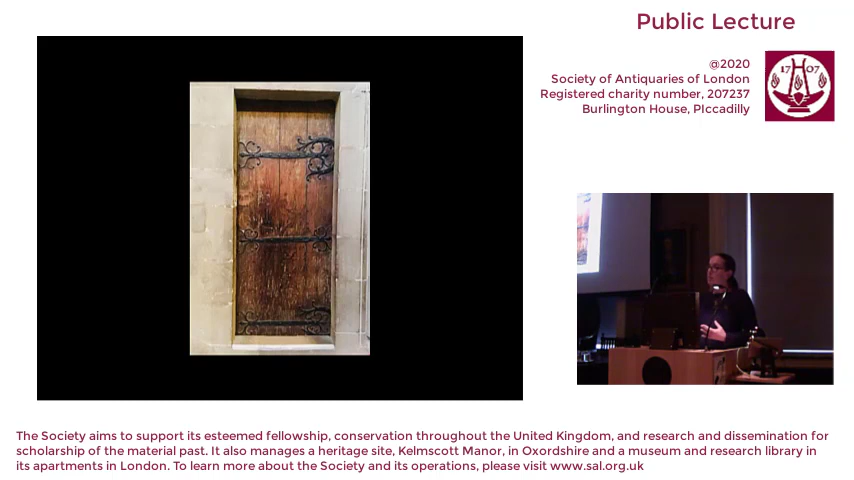 Public Lecture
@2020
Society of Antiquaries of London
Registered charity number, 207237
Burlington House, PIccadilly
17 07
The Society aims to support its esteemed fellowship, conservation throughout the United Kingdom, and research and dissemination for
scholarship of the material past. It also manages a heritage site, Kelmscott Manor, in Oxordshire and a museum and research library in
its apartments in London. To learn more about the Society and its operations, please visit www.sal.org.uk